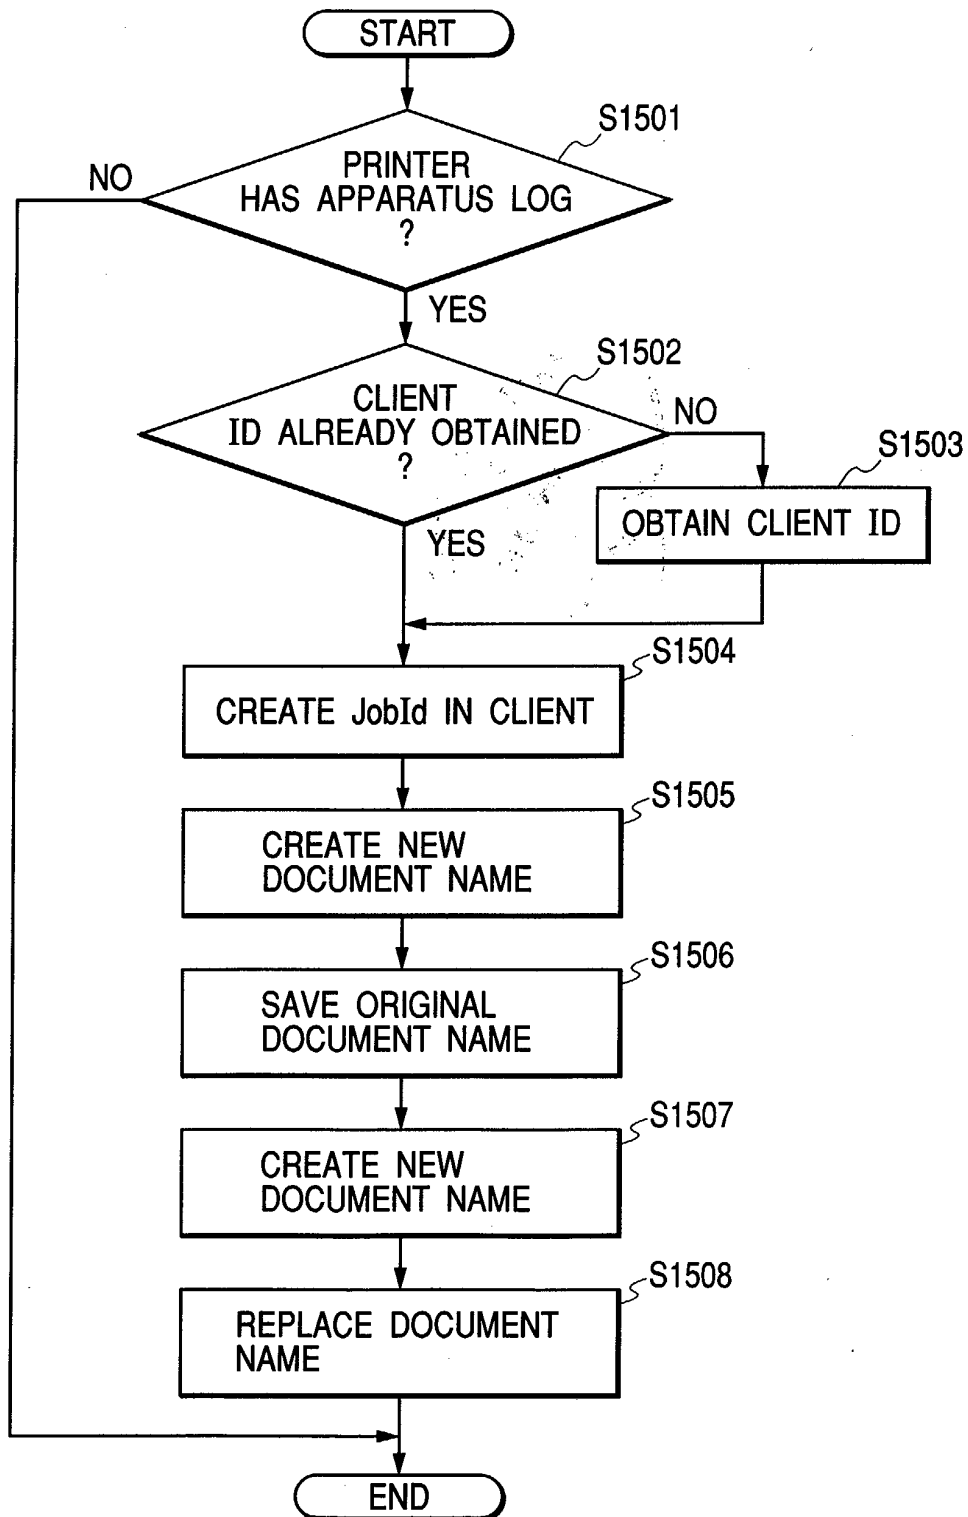 START
S1501
PRINTER
HAS APPARATUS LOG
?
NO
YES
S1502
CLIENT
ID ALREADY OBTAINED
?
NO
S1503
OBTAIN CLIENT ID
YES
S1504
CREATE JobId IN CLIENT
S1505
CREATE NEW
DOCUMENT NAME
S1506
SAVE ORIGINAL
DOCUMENT NAME
S1507
CREATE NEW
DOCUMENT NAME
S1508
REPLACE DOCUMENT
NAME
END